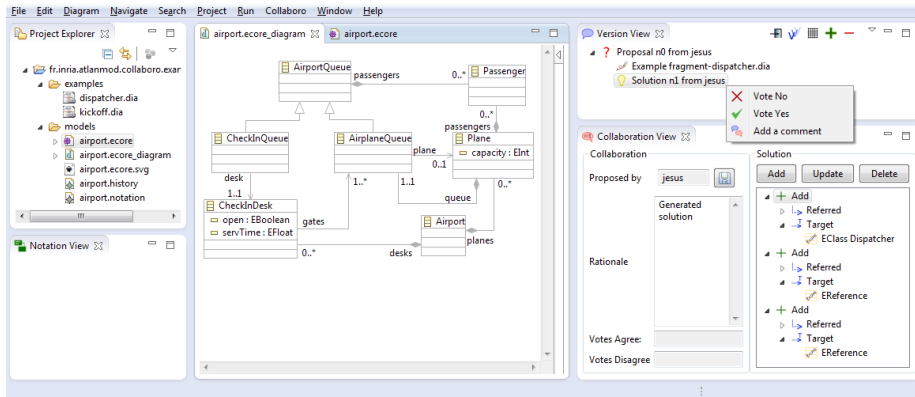 File Edit Diagram Navigate Search Project Run Collaboro Window Help
Project Explorer
fr.inria.atlanmod.collaboro.exar
examples
dispatcher.dia
kickoff.dia
models
airport.ecore
airport.ecore_diagram
airport.ecore.svg
airport.history
airport.notation
Notation View
airport.ecore_diagram airport.ecore
AirportQueue
passengers
0..*
Passenger
0..*
passengers
CheckInQueue
AirplaneQueue
plane
0..1
Plane
capacity : EInt
desk
1..1
1..*
1..1
queue
0..*
CheckInDesk
open : EBoolean
servTime : EFloat
gates
Airport
planes
0..*
desks
Version View
Proposal n0 from jesus
Example fragment-dispatcher.dia
Solution n1 from jesus
Vote No
Vote Yes
Add a comment
Collaboration View
Collaboration
Proposed by jesus
Rationale
Generated
solution
Votes Agree:
Votes Disagree
Solution
Add Update Delete
Add
Referred
Target
EClass Dispatcher
Add
Referred
Target
EReference
Add
Referred
Target
EReference